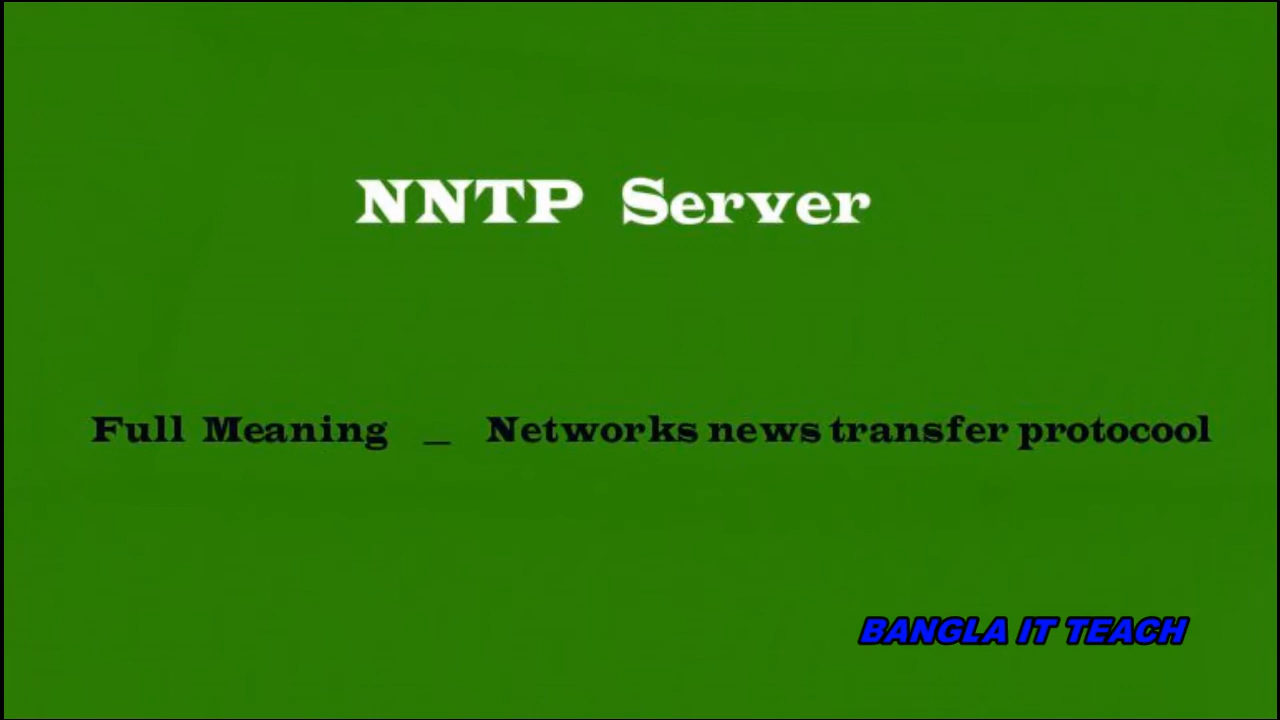 NNTP Server
Full Meaning _ Networks news transfer protocool
BANGLA IT TEACH